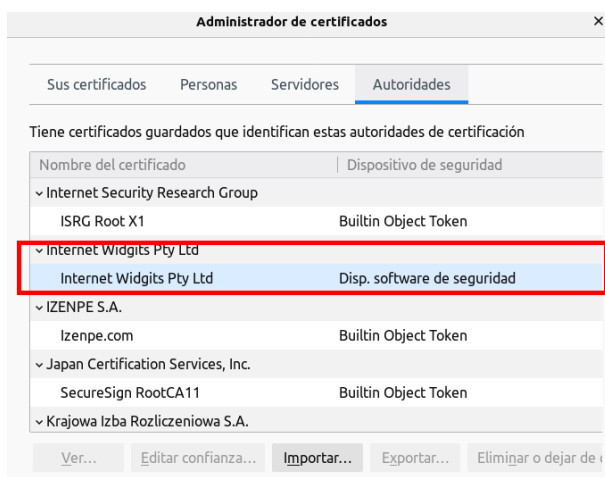 Administrador de certificados ×
Sus certificados Personas Servidores Autoridades
Tiene certificados guardados que identifican estas autoridades de certificación
Nombre del certificado Dispositivo de seguridad
Internet Security Research Group
ISRG Root X1 Builtin Object Token
Internet Widgits Pty Ltd
Internet Widgits Pty Ltd Disp. software de seguridad
IZENPE S.A.
Izenpe.com Builtin Object Token
Japan Certification Services, Inc.
SecureSign RootCA11 Builtin Object Token
Krajowa Izba Rozliczeniowa S.A.
Ver... Editar confianza... Importar... Exportar... Eliminar o dejar de